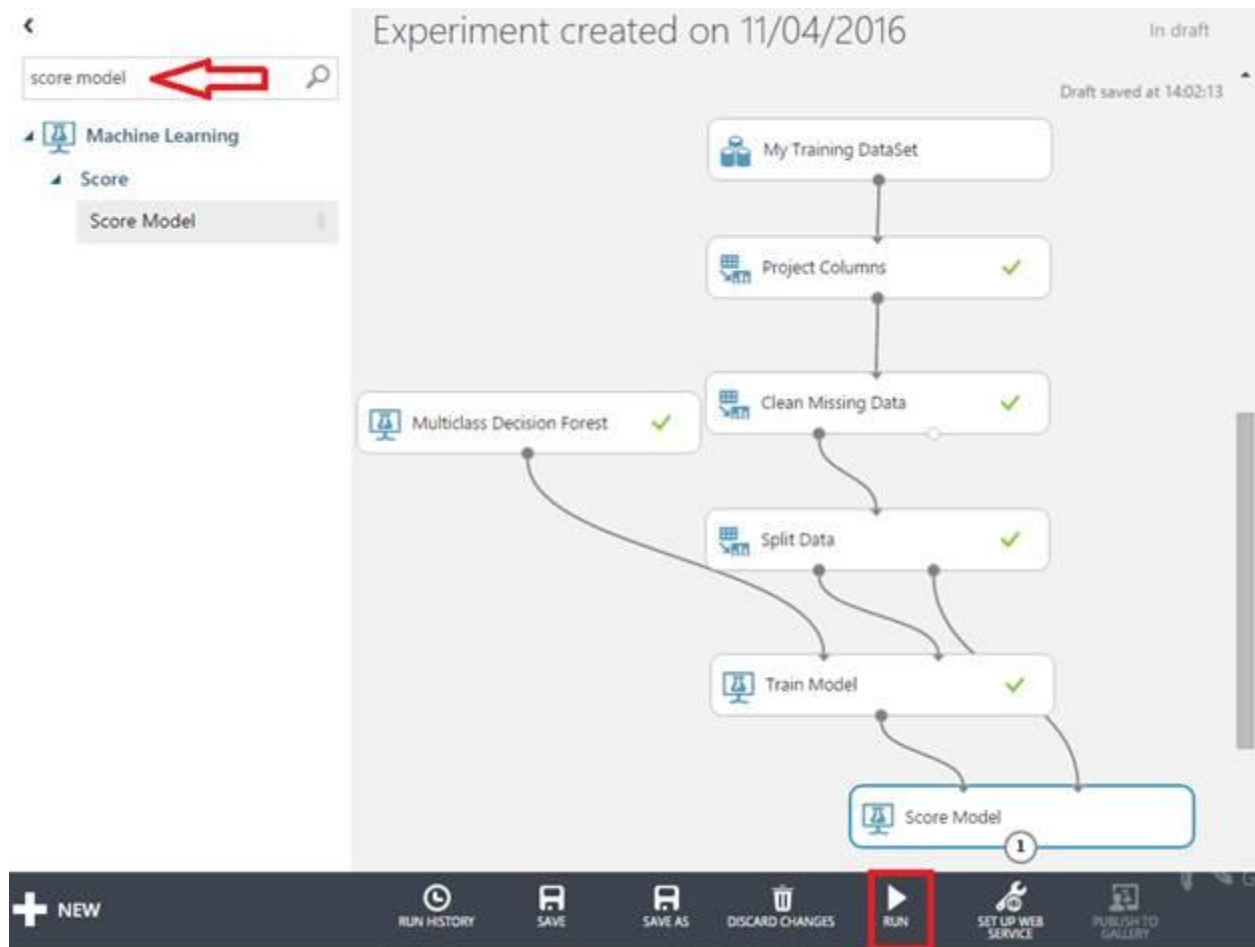 Experiment created on 11/04/2016
In draft
score model
Draft saved at 14:02:13
Machine Learning
Score
Score Model
My Training DataSet
Project Columns
Clean Missing Data
Multiclass Decision Forest
Split Data
Train Model
Score Model
1
NEW
RUN HISTORY
SAVE
SAVE AS
DISCARD CHANGES
RUN
SET UP WEB
SERVICE
PUBLISH TO
GALLERY